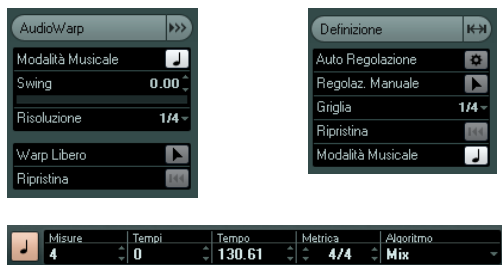 AudioWarp
Modalità Musicale
Swing 0.00
Risoluzione 1/4
Warp Libero
Ripristina
Definizione
Auto Regolazione
Regolaz. Manuale
Griglia 1/4
Ripristina
Modalità Musicale
Misure Tempi Tempo Metrica Algoritmo
4 0 130.61 4/4 Mix